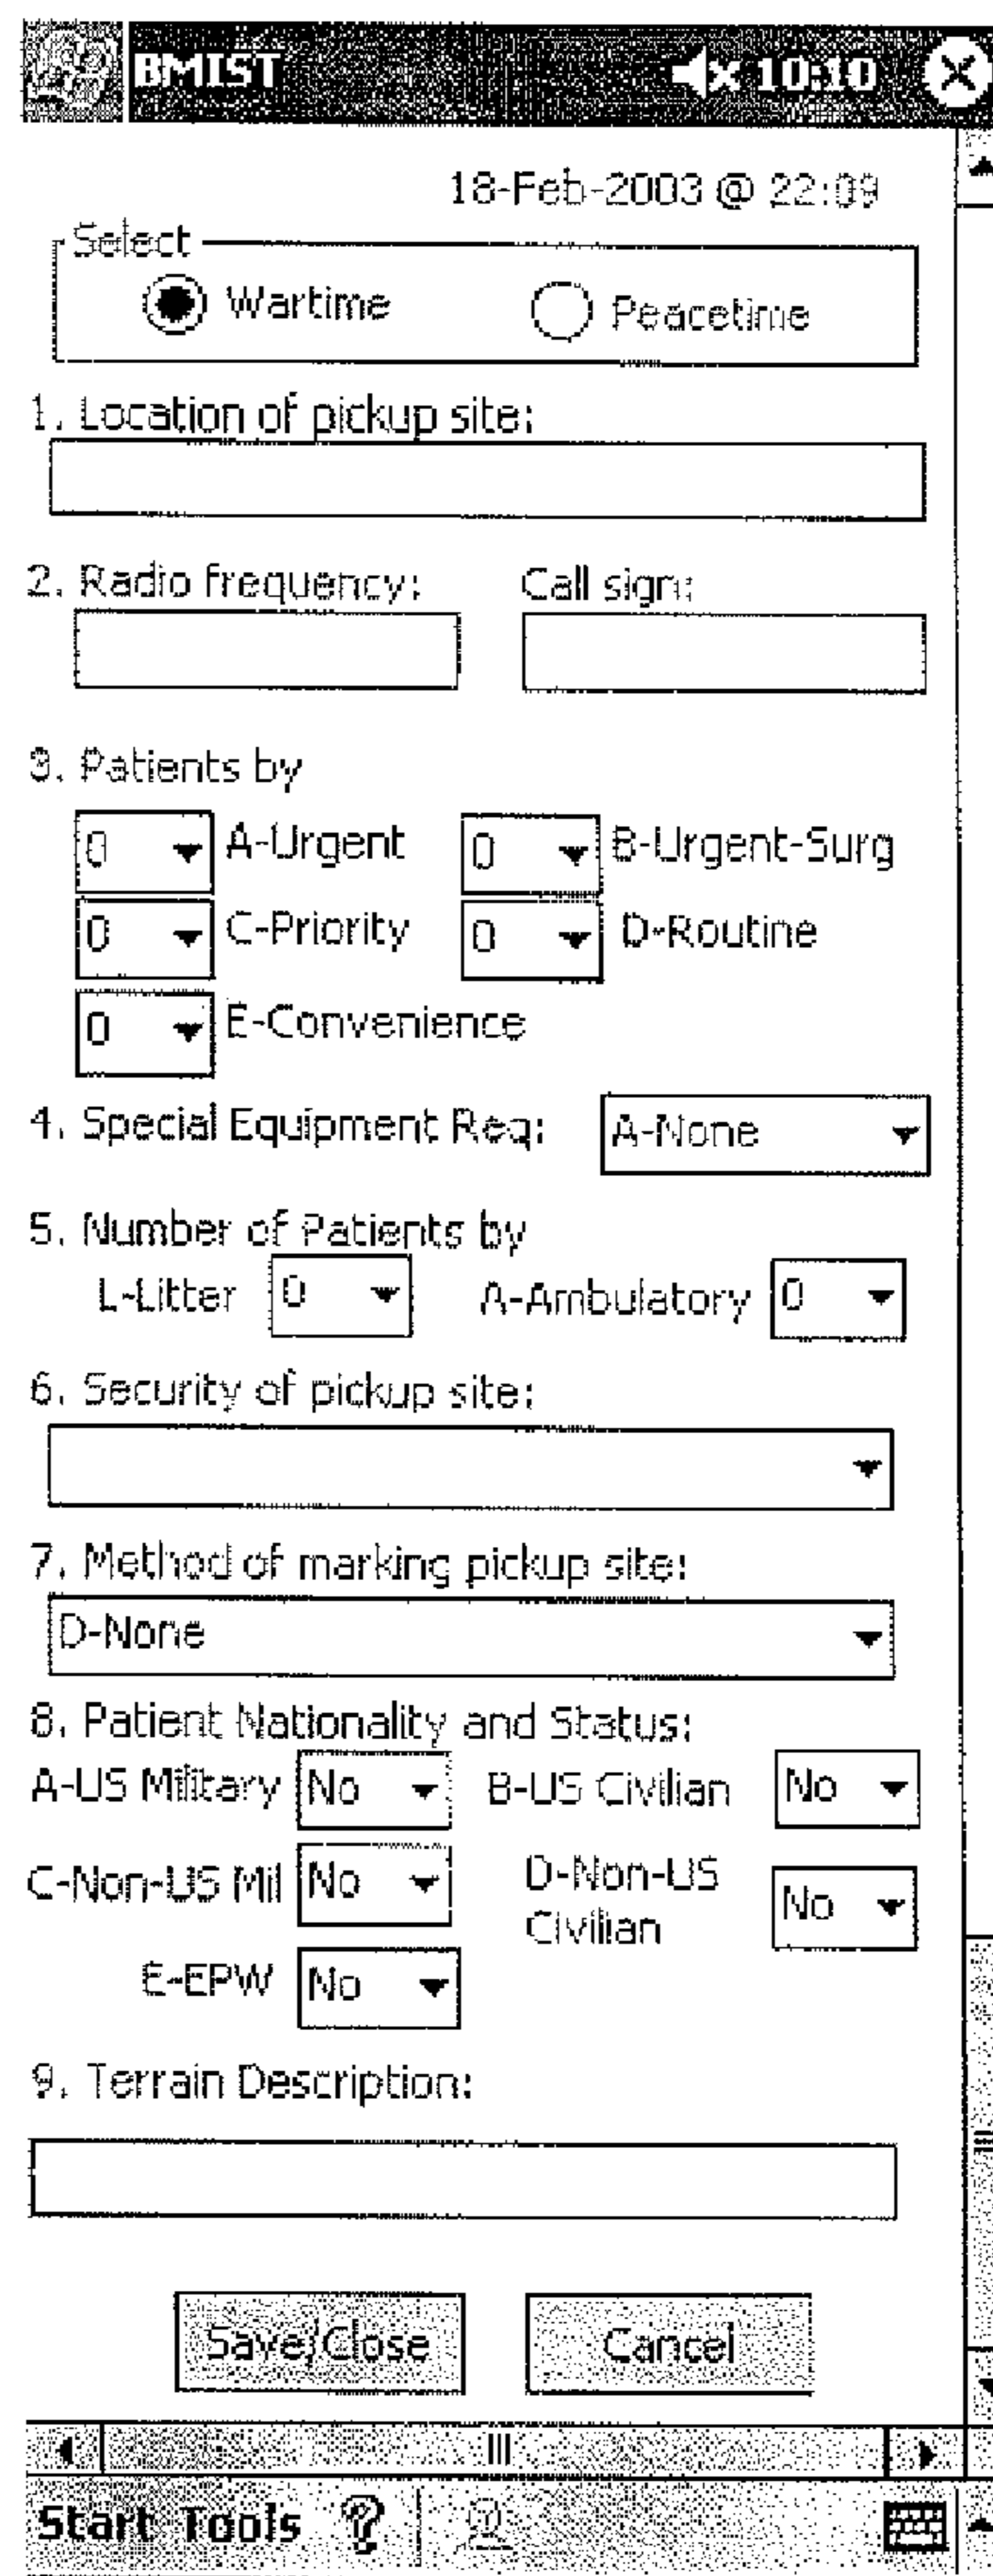 BMIST 10:10
18-Feb-2003 @ 22:09
Select
Wartime Peacetime
1. Location of pickup site:
2. Radio frequency: Call sign:
3. Patients by
0 A-Urgent 0 B-Urgent-Surg
0 C-Priority 0 D-Routine
0 E-Convenience
4. Special Equipment Req: A-None
5. Number of Patients by
L-Litter 0 A-Ambulatory 0
6. Security of pickup site:
7. Method of marking pickup site:
D-None
8. Patient Nationality and Status:
A-US Military No B-US Civilian No
C-Non-US Mil No D-Non-US Civilian No
E-EPW No
9. Terrain Description:
Save/Close Cancel
Start Tools ?